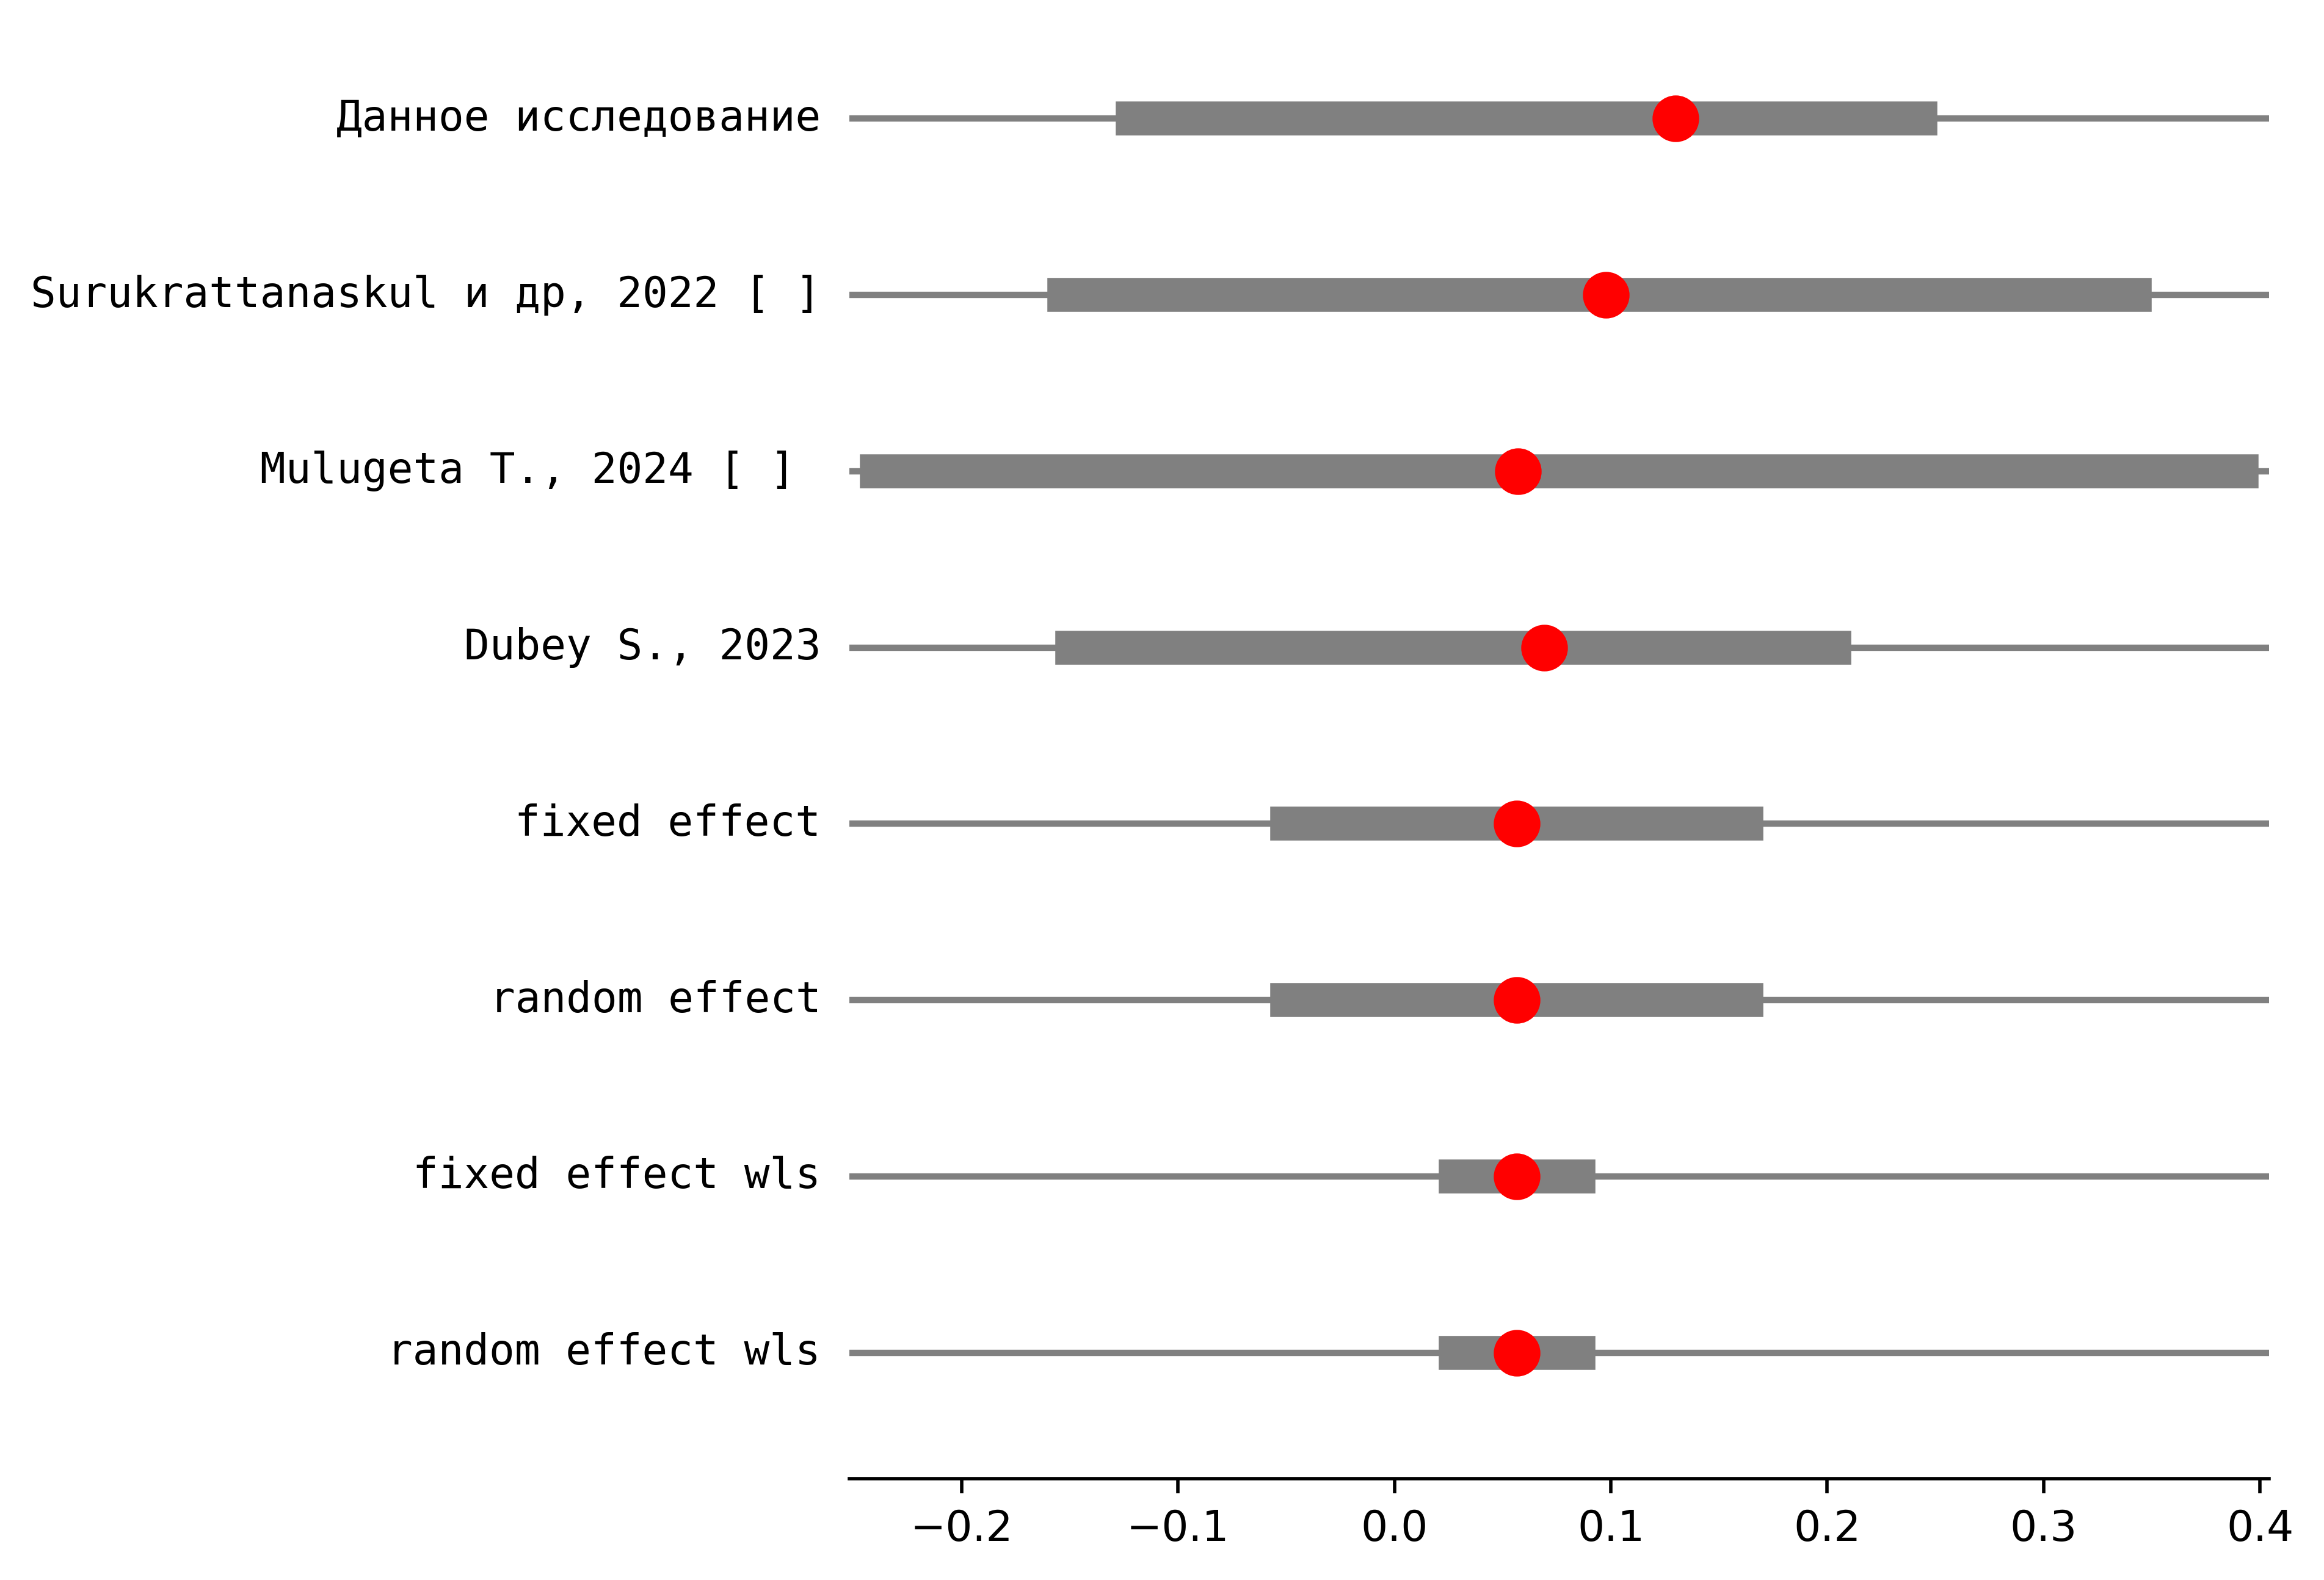 Данное исследование
Surukrattanaskul и др, 2022 [ ]
Mulugeta T., 2024 [ ]
Dubey S., 2023
fixed effect
random effect
fixed effect wls
random effect wls
−0.2 −0.1 0.0 0.1 0.2 0.3 0.4